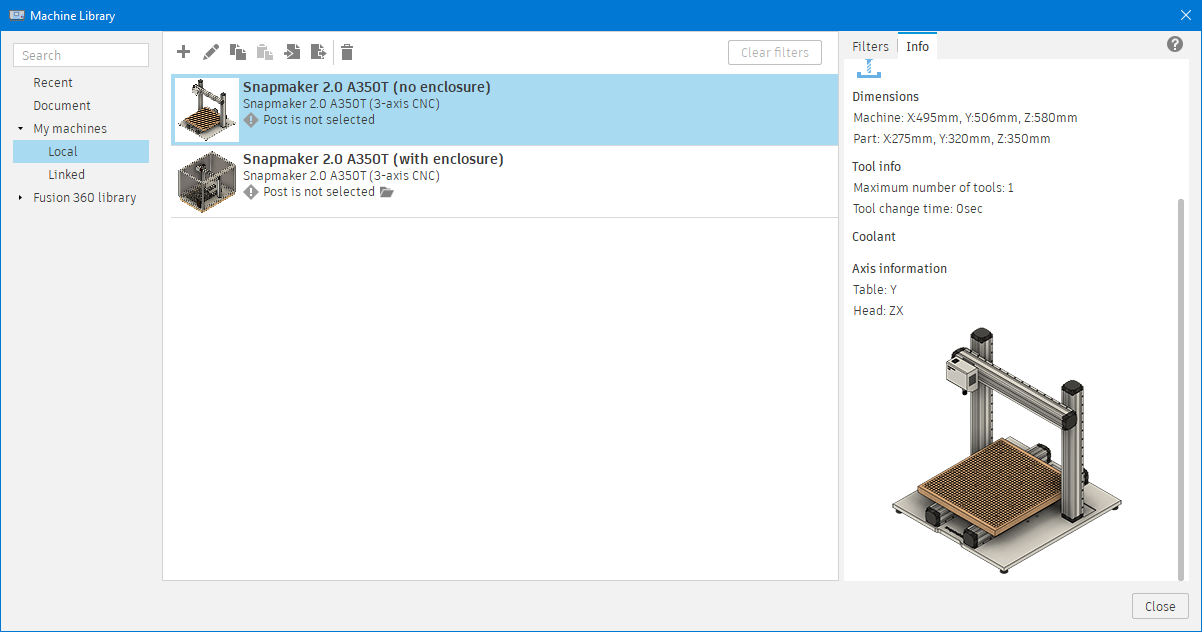 Machine Library
Search
Recent
Document
My machines
Local
Linked
Fusion 360 library
Clear filters
Snapmaker 2.0 A350T (no enclosure)
Snapmaker 2.0 A350T (3-axis CNC)
Post is not selected
Snapmaker 2.0 A350T (with enclosure)
Snapmaker 2.0 A350T (3-axis CNC)
Post is not selected
Filters
Info
Dimensions
Machine: X:495mm, Y:506mm, Z:580mm
Part: X:275mm, Y:320mm, Z:350mm
Tool info
Maximum number of tools: 1
Tool change time: 0sec
Coolant
Axis information
Table: Y
Head: ZX
Close